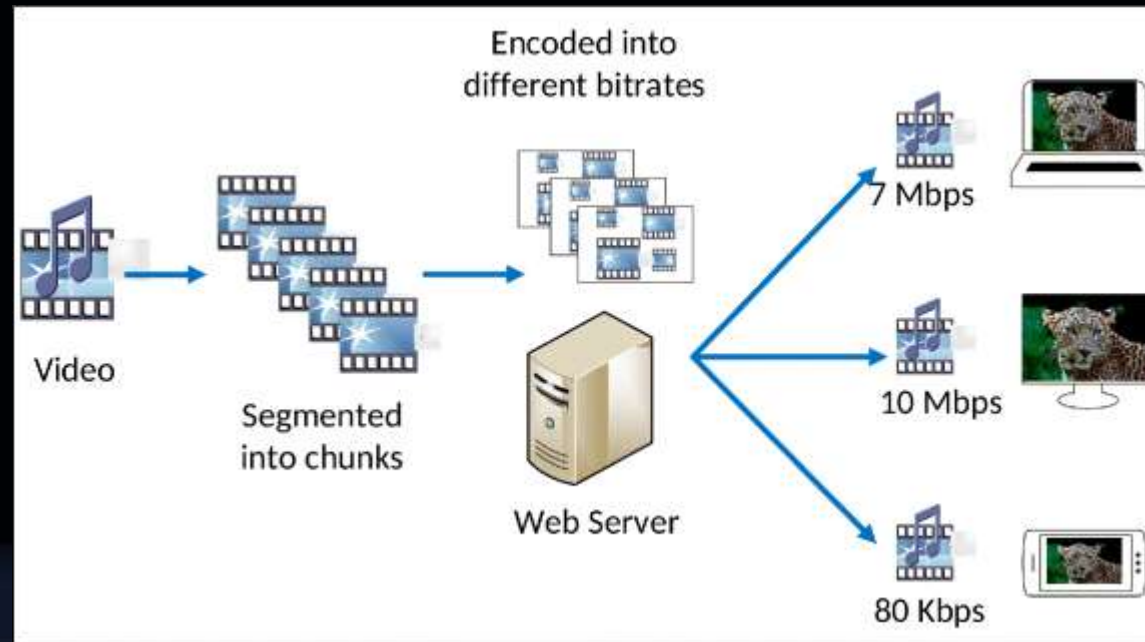 Encoded into
different bitrates
Video
Segmented
into chunks
Web Server
7 Mbps
10 Mbps
80 Kbps